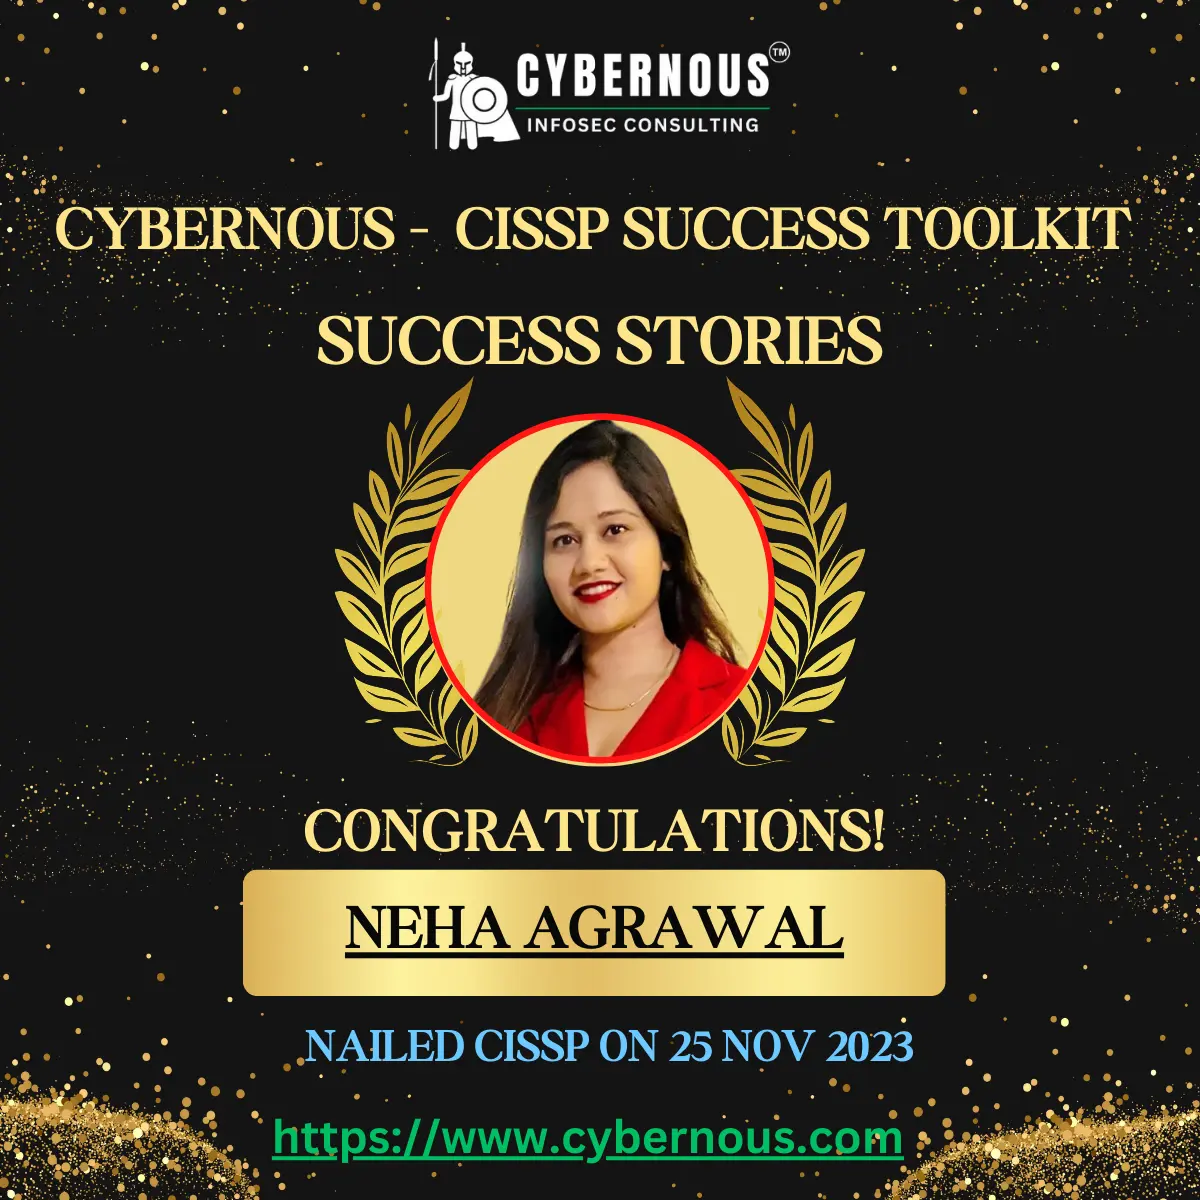 CYBERNOUS™
INFOSEC CONSULTING
CYBERNOUS - CISSP SUCCESS TOOLKIT
SUCCESS STORIES
CONGRATULATIONS!
NEHA AGRAWAL
NAILED CISSP ON 25 NOV 2023
https://www.cybernous.com